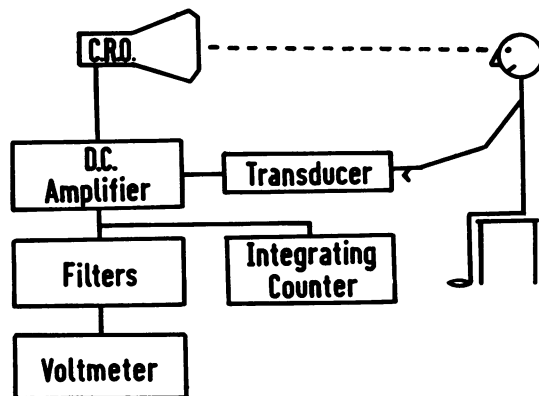 C.R.O.
D.C.
Amplifier
Transducer
Filters
Integrating
Counter
Voltmeter